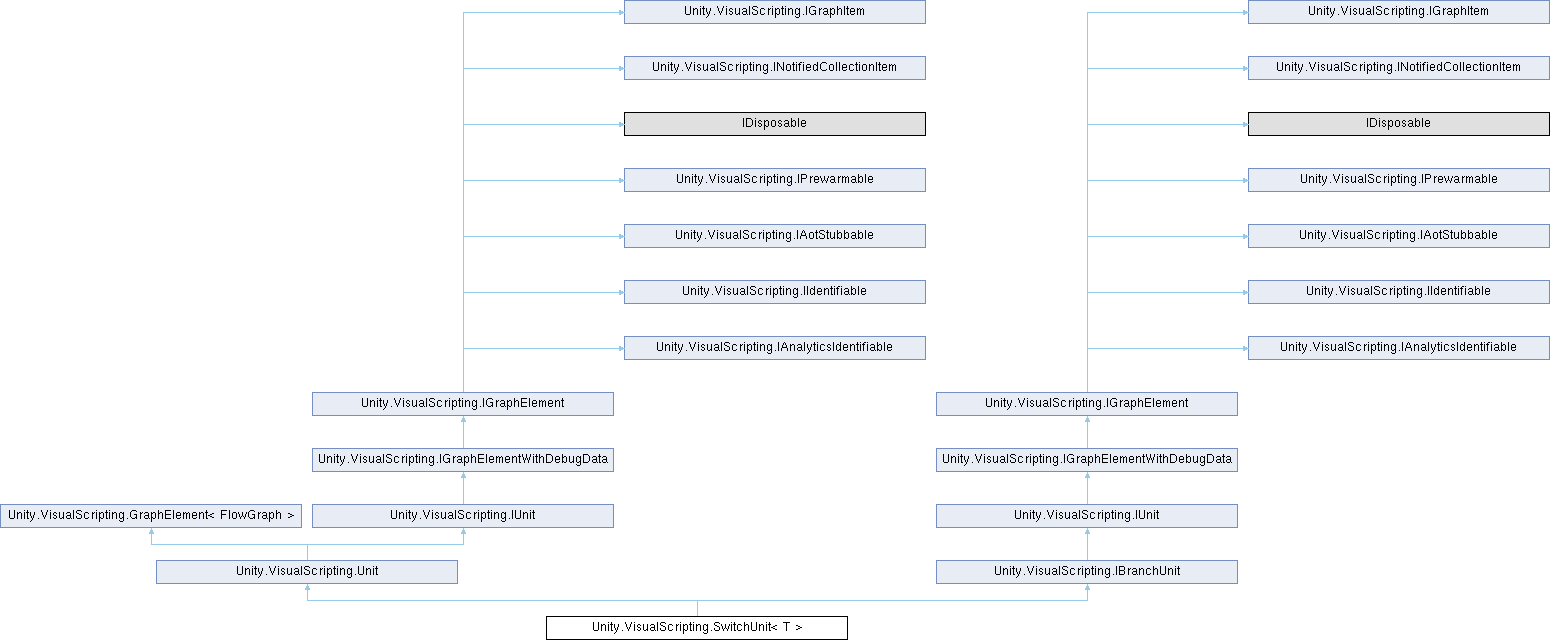 Unity.VisualScripting.IGraphItem
Unity.VisualScripting.IGraphItem
Unity.VisualScripting.INotifiedCollectionItem
Unity.VisualScripting.INotifiedCollectionItem
IDisposable
IDisposable
Unity.VisualScripting.IPrewarmable
Unity.VisualScripting.IPrewarmable
Unity.VisualScripting.IAotStubbable
Unity.VisualScripting.IAotStubbable
Unity.VisualScripting.IIdentifiable
Unity.VisualScripting.IIdentifiable
Unity.VisualScripting.IAnalyticsIdentifiable
Unity.VisualScripting.IAnalyticsIdentifiable
Unity.VisualScripting.IGraphElement
Unity.VisualScripting.IGraphElement
Unity.VisualScripting.IGraphElementWithDebugData
Unity.VisualScripting.IGraphElementWithDebugData
Unity.VisualScripting.GraphElement< FlowGraph >
Unity.VisualScripting.IUnit
Unity.VisualScripting.IUnit
Unity.VisualScripting.Unit
Unity.VisualScripting.IBranchUnit
Unity.VisualScripting.SwitchUnit< T >